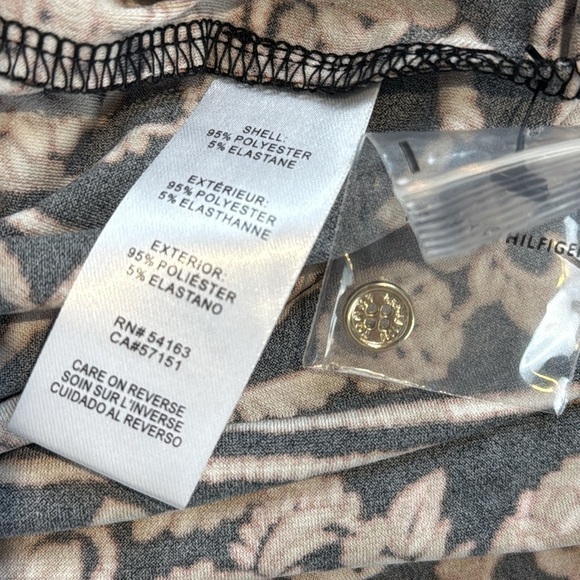 SHELL:
95% POLYESTER
5% ELASTANE
EXTÉRIEUR:
95% POLYESTER
5% ELASTHANNE
EXTERIOR:
95% POLIESTER
5% ELASTANO
RN# 54163
CA#57151
CARE ON REVERSE
SOIN SUR L'INVERSE
CUIDADO AL REVERSO
HILFIGER